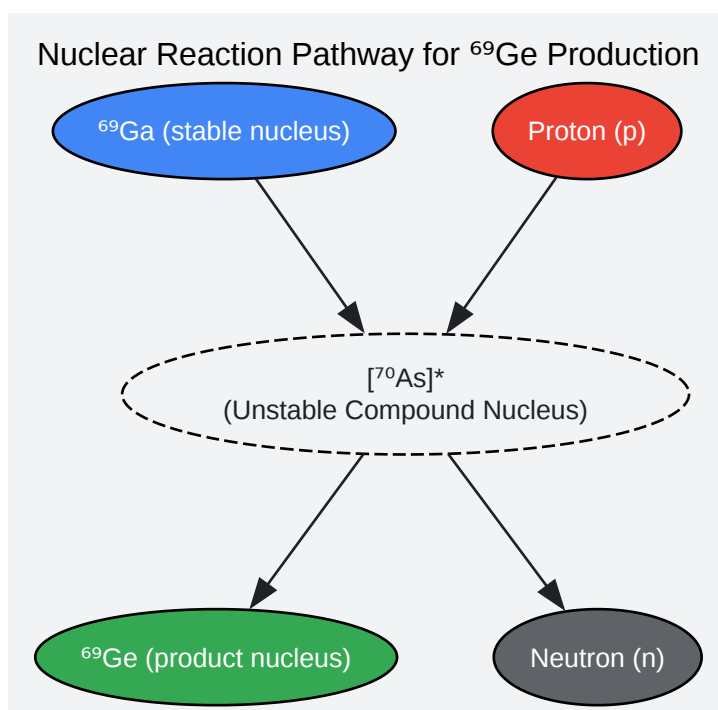 Nuclear Reaction Pathway for ⁶⁹Ge Production
⁶⁹Ga (stable nucleus)
Proton (p)
[⁷⁰As]*
(Unstable Compound Nucleus)
⁶⁹Ge (product nucleus)
Neutron (n)